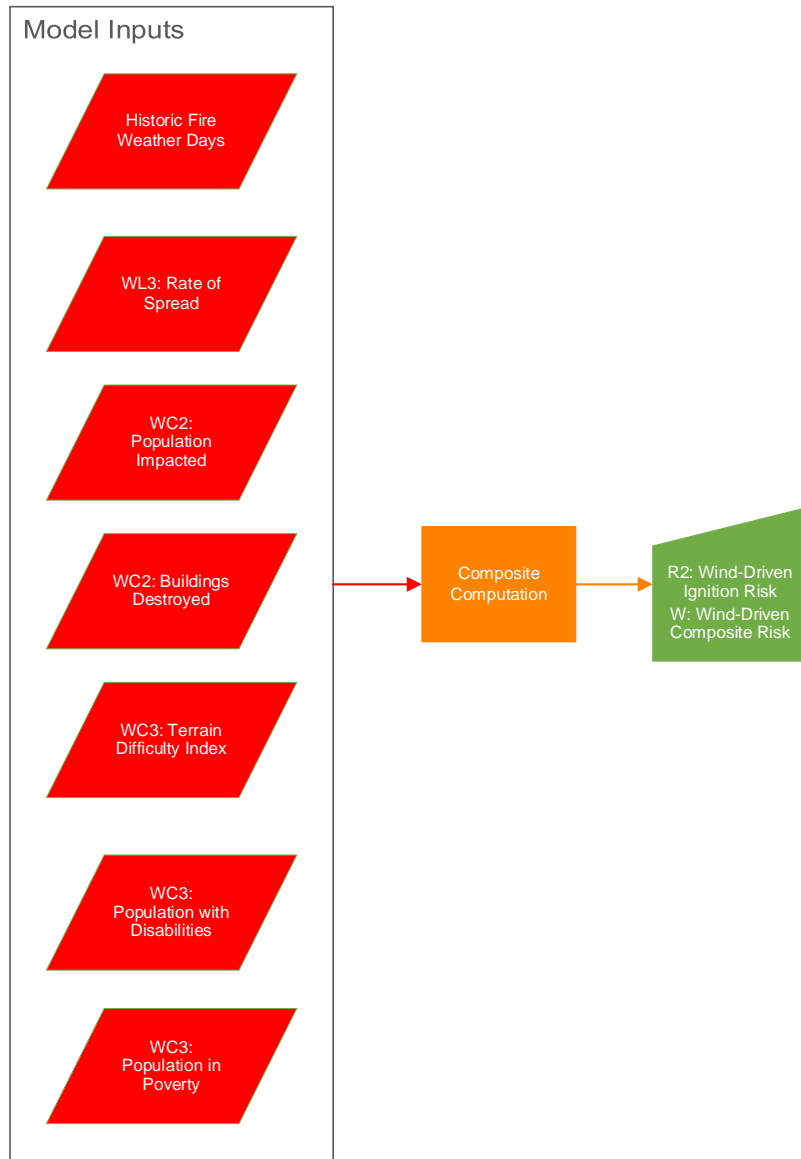 Model Inputs
Historic Fire
Weather Days
WL3: Rate of
Spread
WC2:
Population
Impacted
WC2: Buildings
Destroyed
WC3: Terrain
Difficulty Index
WC3:
Population with
Disabilities
WC3:
Population in
Poverty
Composite
Computation
R2: Wind-Driven
Ignition Risk
W: Wind-Driven
Composite Risk